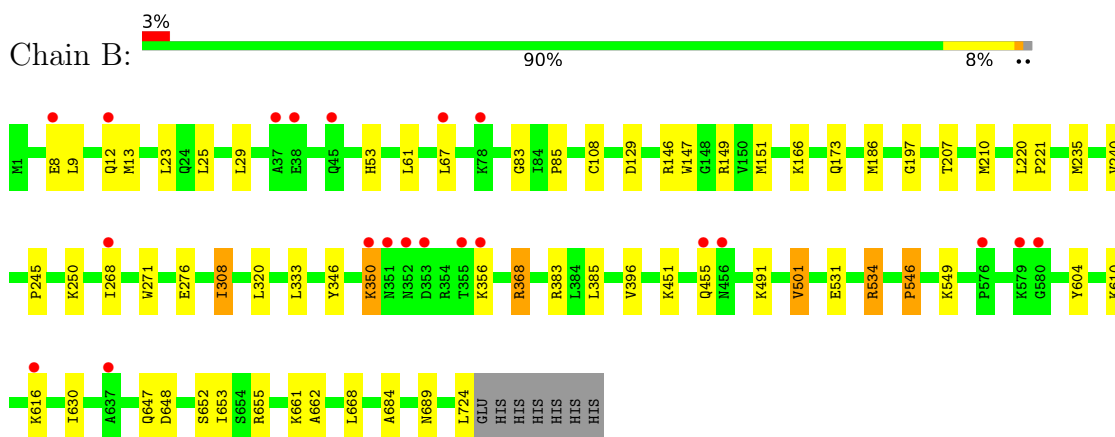 3%
Chain B:
90% 8% ••
M1 E8 L9 Q12 M13 L23 Q24 L25 L29 A37 E38 Q45 H53 L61 L67 K78 G83 I84 P85 C108 D129 R146 W147 G148 R149 V150 M151 K166 Q173 M186 G197 T207 M210 L220 P221 M235
P245 K250 I268 W271 E276 I308 L320 L333 Y346 K350 N351 N352 D353 R354 T355 K356 R368 R383 L384 L385 V396 K451 Q455 N456 K491 V501 E531 R534 P546 K549 P576 K579 G580 Y604
K616 I630 A637 Q647 D648 S652 I653 S654 R655 K661 A662 L668 A684 N689 L724 GLU HIS HIS HIS HIS HIS HIS